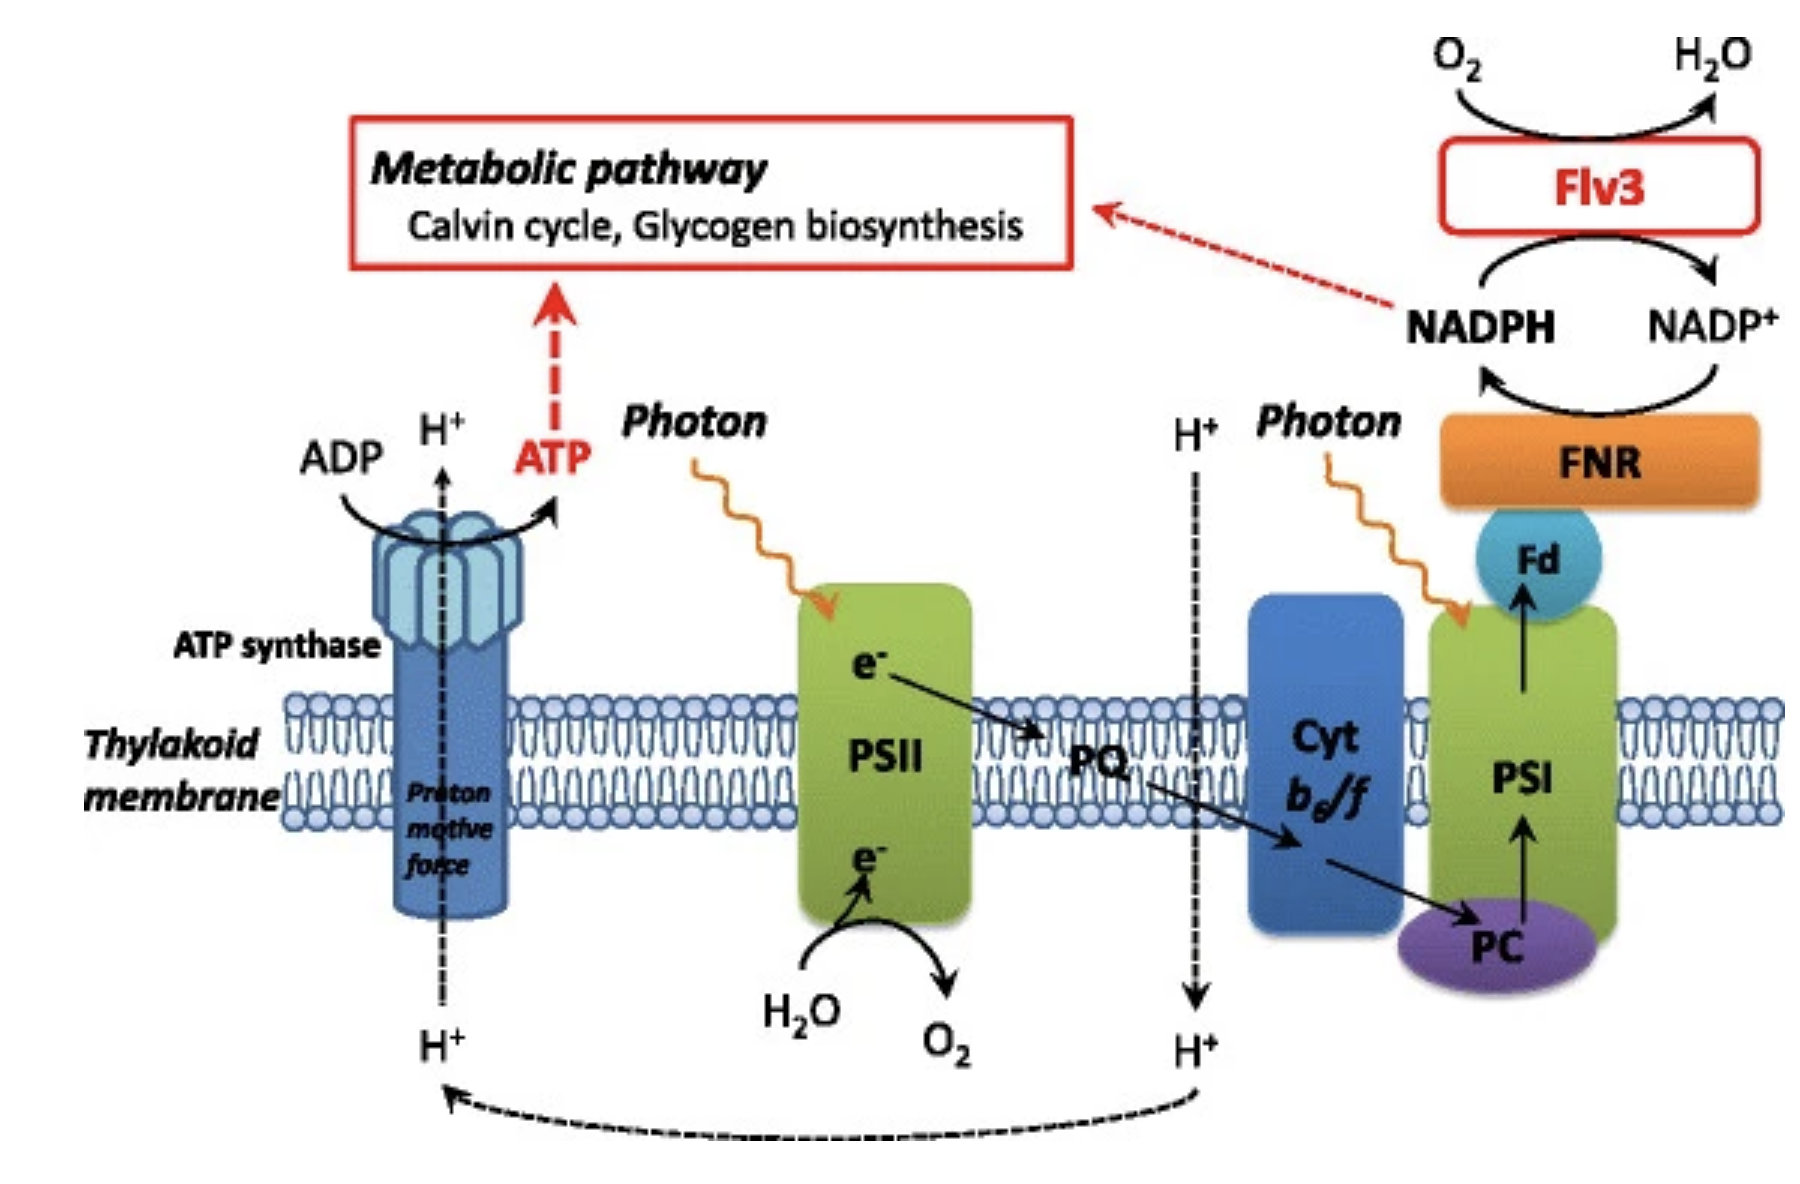 O₂
H₂O
Metabolic pathway
Calvin cycle, Glycogen biosynthesis
Flv3
NADPH
NADP⁺
ADP
H⁺
ATP
Photon
H⁺
Photon
FNR
Fd
ATP synthase
e⁻
Thylakoid
membrane
Proton
motive
force
PSII
PQ
Cyt
b₆/f
PSI
e⁻
PC
H₂O
O₂
H⁺
H⁺